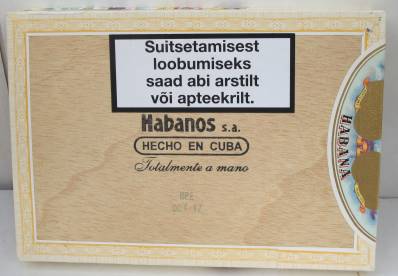 Suitsetamisest
loobumiseks
saad abi arstilt
või apteekrilt.
Habanos s.a.
HECHO EN CUBA
Totalmente a mano
HABANA